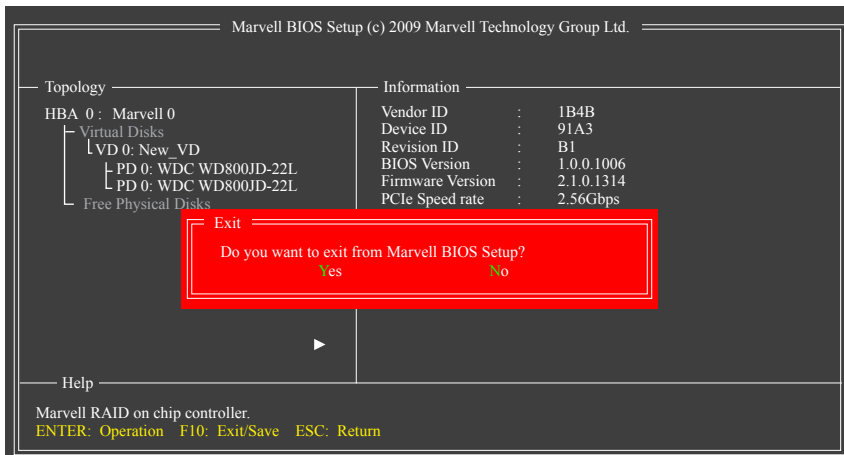 Marvell BIOS Setup (c) 2009 Marvell Technology Group Ltd.
Topology
HBA 0 : Marvell 0
Virtual Disks
VD 0: New_VD
PD 0: WDC WD800JD-22L
PD 0: WDC WD800JD-22L
Free Physical Disks
Information
Vendor ID : 1B4B
Device ID : 91A3
Revision ID : B1
BIOS Version : 1.0.0.1006
Firmware Version : 2.1.0.1314
PCIe Speed rate : 2.56Gbps
Exit
Do you want to exit from Marvell BIOS Setup?
Yes No
Help
Marvell RAID on chip controller.
ENTER: Operation F10: Exit/Save ESC: Return